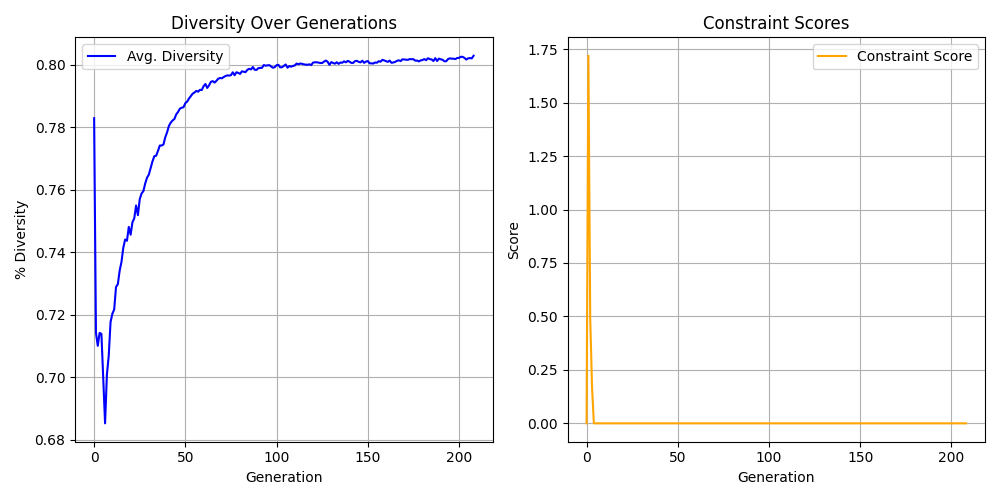 Diversity Over Generations
Avg. Diversity
% Diversity
0.80
0.78
0.76
0.74
0.72
0.70
0.68
0 50 100 150 200
Generation
Constraint Scores
Constraint Score
Score
1.75
1.50
1.25
1.00
0.75
0.50
0.25
0.00
0 50 100 150 200
Generation